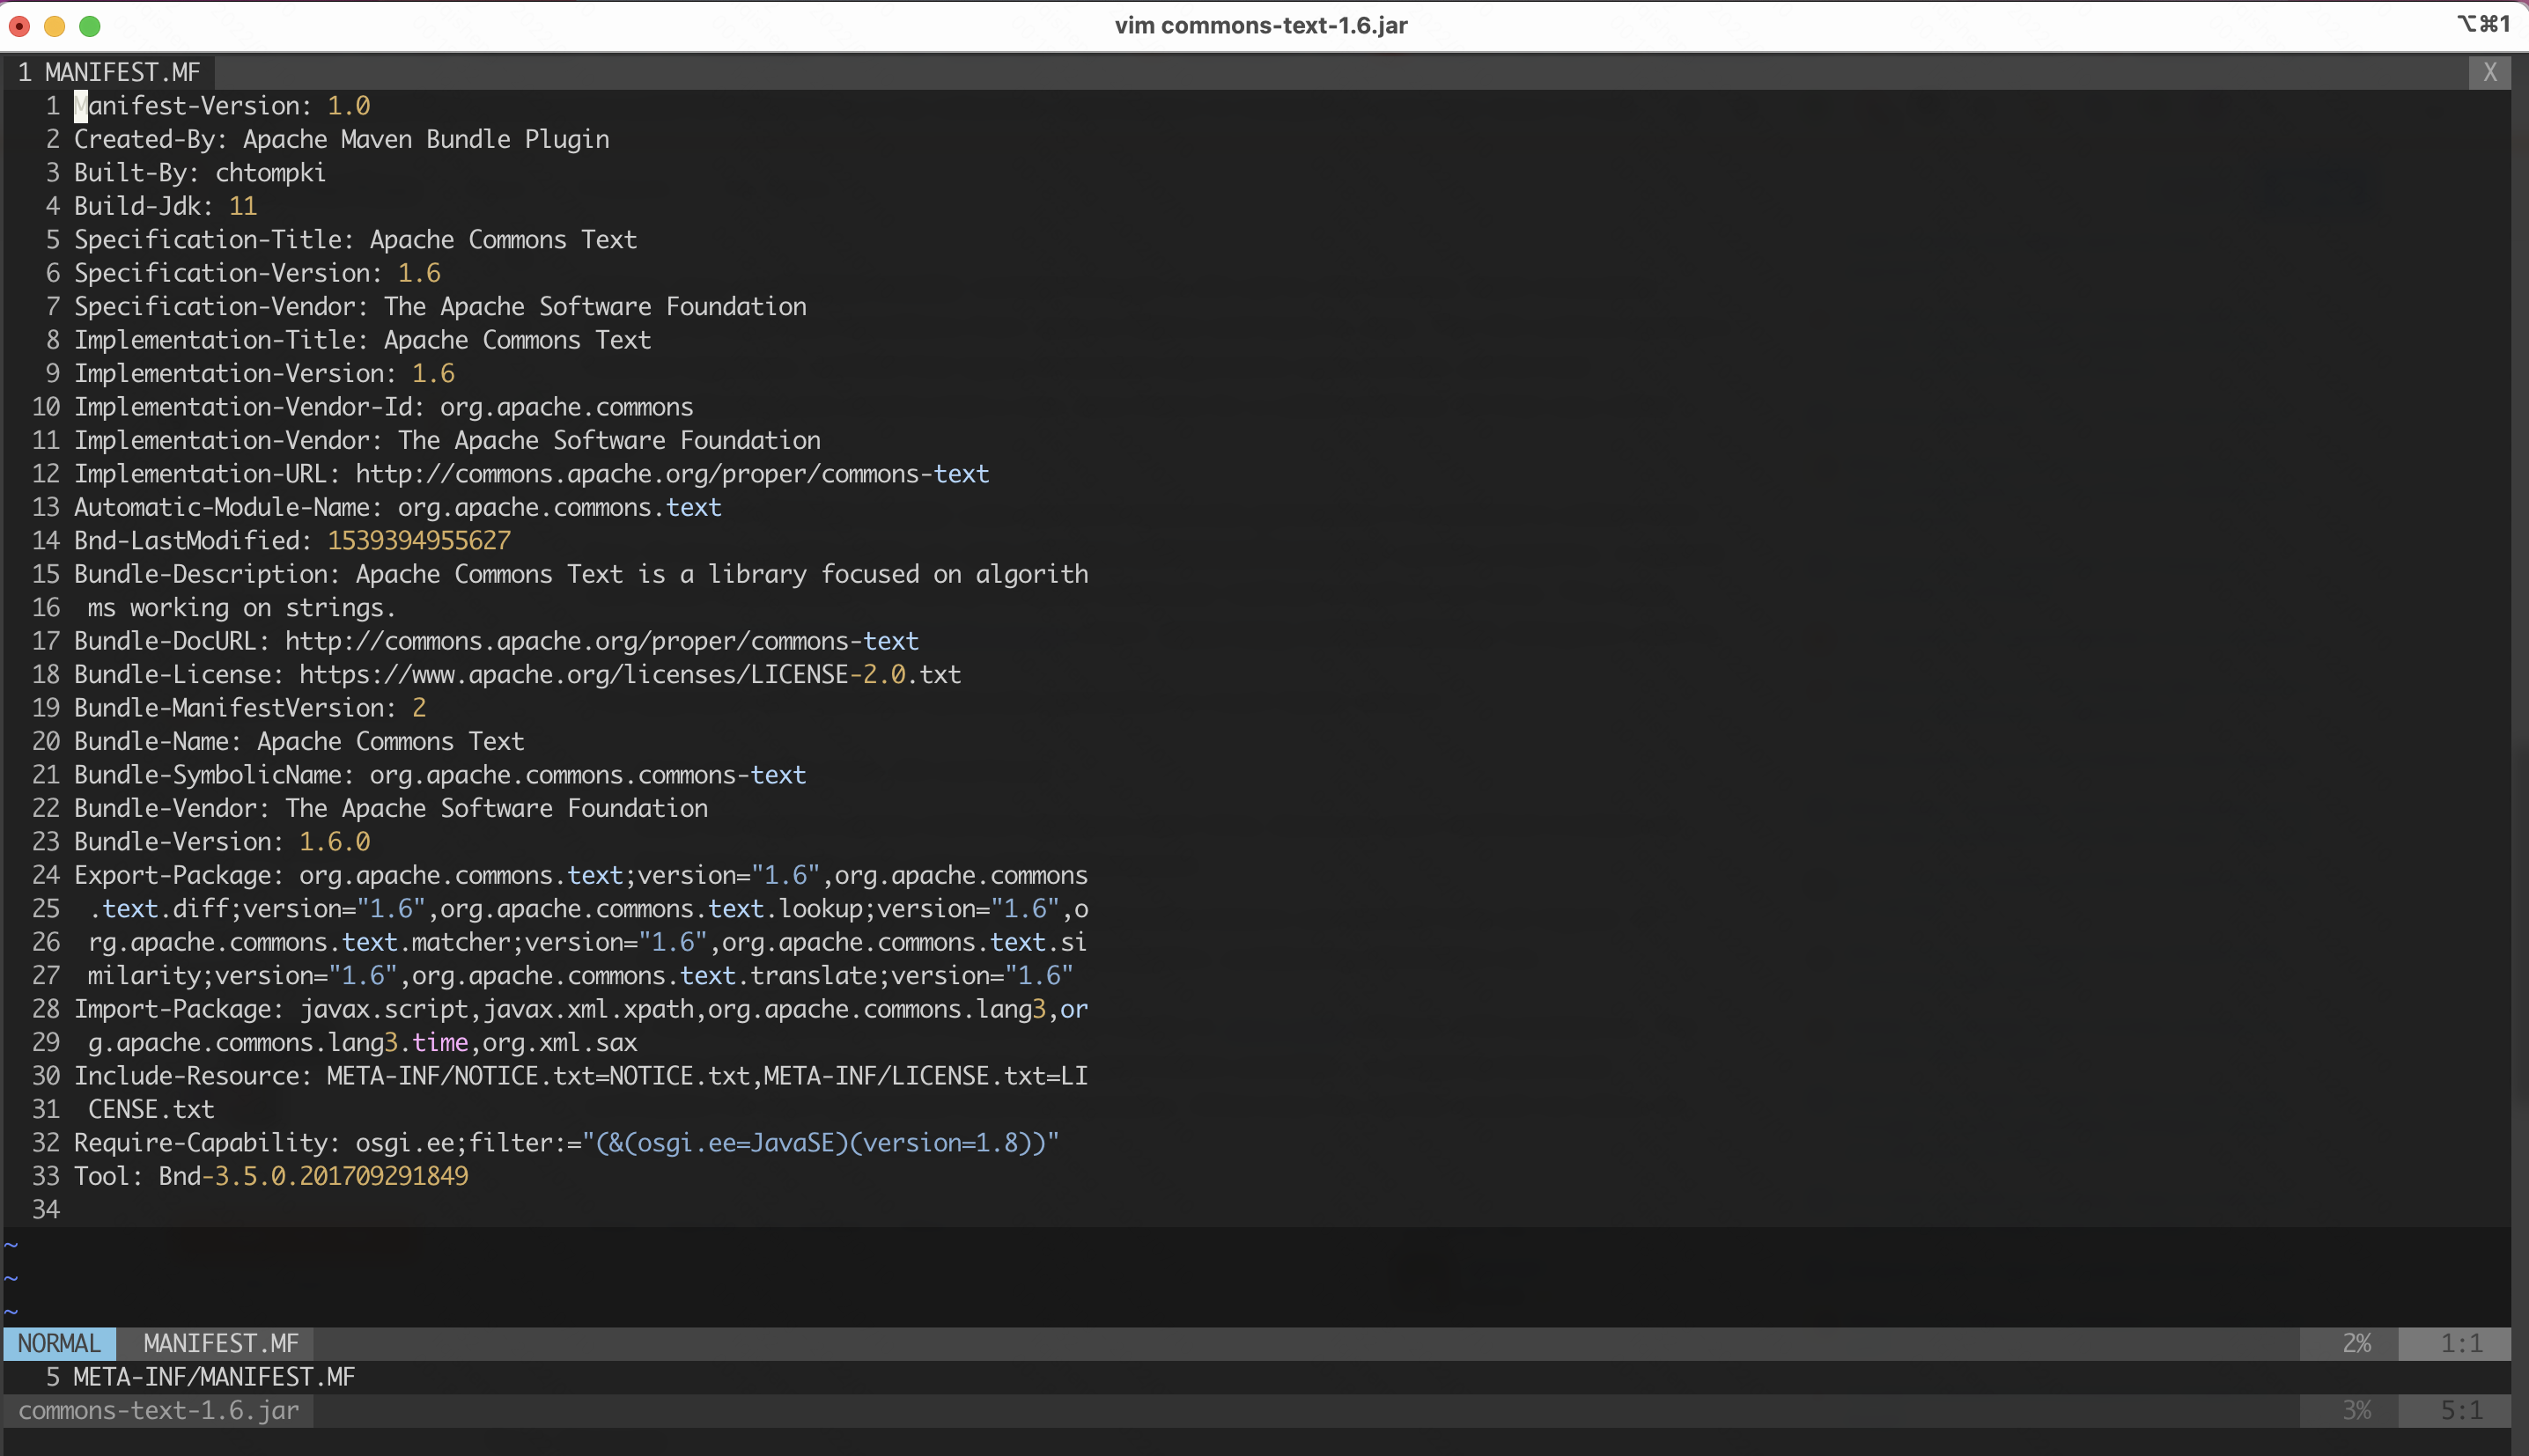 vim commons-text-1.6.jar
⌥⌘1
1 MANIFEST.MF X
1 Manifest-Version: 1.0
2 Created-By: Apache Maven Bundle Plugin
3 Built-By: chtompki
4 Build-Jdk: 11
5 Specification-Title: Apache Commons Text
6 Specification-Version: 1.6
7 Specification-Vendor: The Apache Software Foundation
8 Implementation-Title: Apache Commons Text
9 Implementation-Version: 1.6
10 Implementation-Vendor-Id: org.apache.commons
11 Implementation-Vendor: The Apache Software Foundation
12 Implementation-URL: http://commons.apache.org/proper/commons-text
13 Automatic-Module-Name: org.apache.commons.text
14 Bnd-LastModified: 1539394955627
15 Bundle-Description: Apache Commons Text is a library focused on algorith
16  ms working on strings.
17 Bundle-DocURL: http://commons.apache.org/proper/commons-text
18 Bundle-License: https://www.apache.org/licenses/LICENSE-2.0.txt
19 Bundle-ManifestVersion: 2
20 Bundle-Name: Apache Commons Text
21 Bundle-SymbolicName: org.apache.commons.commons-text
22 Bundle-Vendor: The Apache Software Foundation
23 Bundle-Version: 1.6.0
24 Export-Package: org.apache.commons.text;version="1.6",org.apache.commons
25  .text.diff;version="1.6",org.apache.commons.text.lookup;version="1.6",o
26  rg.apache.commons.text.matcher;version="1.6",org.apache.commons.text.si
27  milarity;version="1.6",org.apache.commons.text.translate;version="1.6"
28 Import-Package: javax.script,javax.xml.xpath,org.apache.commons.lang3,or
29  g.apache.commons.lang3.time,org.xml.sax
30 Include-Resource: META-INF/NOTICE.txt=NOTICE.txt,META-INF/LICENSE.txt=LI
31  CENSE.txt
32 Require-Capability: osgi.ee;filter:="(&(osgi.ee=JavaSE)(version=1.8))"
33 Tool: Bnd-3.5.0.201709291849
34
~
~
~
NORMAL MANIFEST.MF 2% 1:1
5 META-INF/MANIFEST.MF
commons-text-1.6.jar 3% 5:1